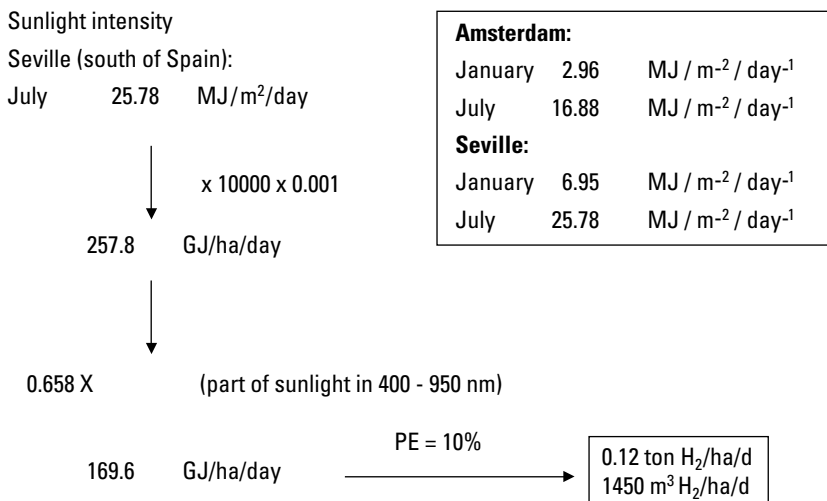 Sunlight intensity
Seville (south of Spain):
July 25.78 MJ/m²/day
x 10000 x 0.001
257.8 GJ/ha/day
0.658 X (part of sunlight in 400 - 950 nm)
169.6 GJ/ha/day
PE = 10%
0.12 ton H₂/ha/d
1450 m³ H₂/ha/d
Amsterdam:
January 2.96 MJ / m-² / day-¹
July 16.88 MJ / m-² / day-¹
Seville:
January 6.95 MJ / m-² / day-¹
July 25.78 MJ / m-² / day-¹